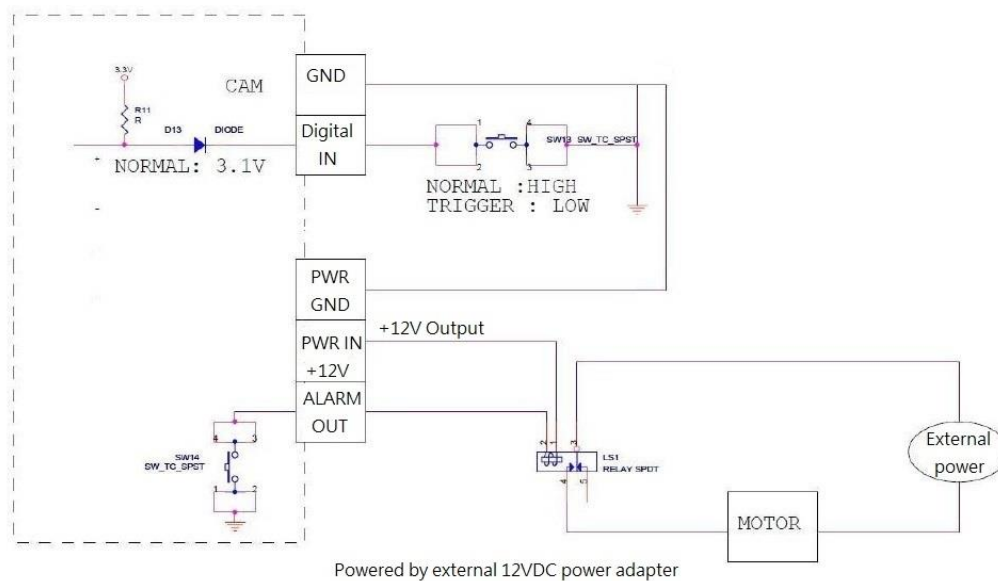 3.3V
R11
R
CAM
GND
D13
DIODE
Digital
IN
NORMAL: 3.1V
+
-
1
4
SW13 SW_TC_SPST
2
3
NORMAL :HIGH
TRIGGER : LOW
PWR
GND
+12V Output
PWR IN
+12V
ALARM
OUT
4
3
SW14
SW_TC_SPST
1
2
2
1
3
LS1
RELAY SPDT
4
5
External
power
MOTOR
Powered by external 12VDC power adapter